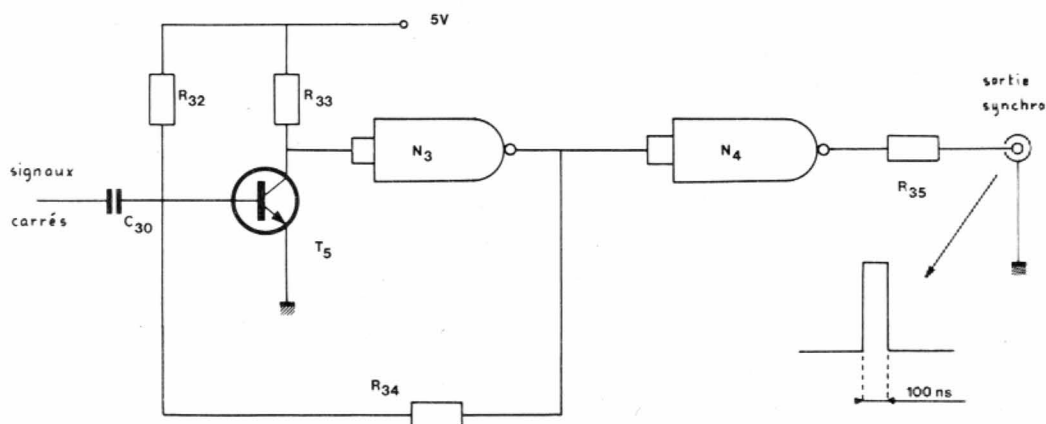 5V
R32
R33
sortie
synchro
N3
N4
signaux
carrés
C30
T5
R35
R34
100 ns